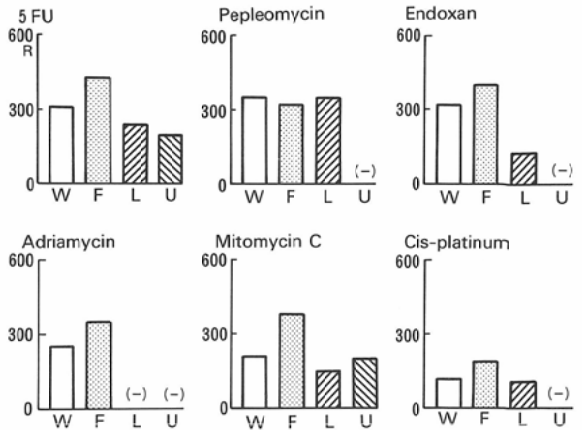 5 FU
600
R
300
0
W F L U
Pepleomycin
600
300
0
(−)
W F L U
Endoxan
600
300
0
(−)
W F L U
Adriamycin
600
300
0
(−) (−)
W F L U
Mitomycin C
600
300
0
W F L U
Cis-platinum
600
300
0
(−)
W F L U